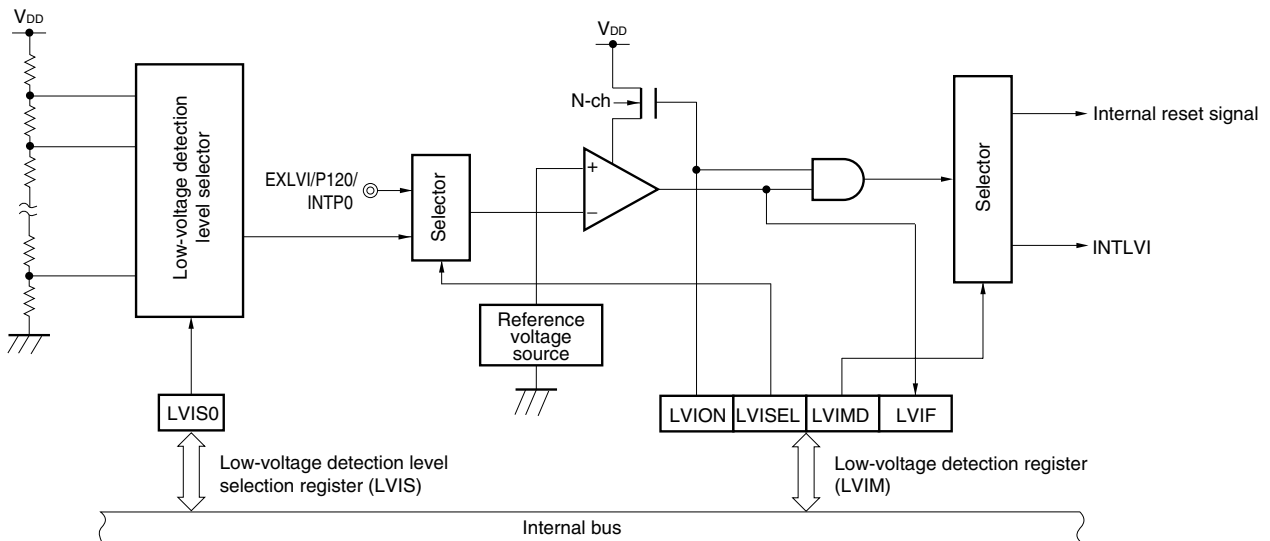 VDD
Low-voltage detection
level selector
EXLVI/P120/
INTP0
Selector
VDD
N-ch
+
−
Reference
voltage
source
Selector
Internal reset signal
INTLVI
LVIS0
LVION
LVISEL
LVIMD
LVIF
Low-voltage detection level
selection register (LVIS)
Low-voltage detection register
(LVIM)
Internal bus